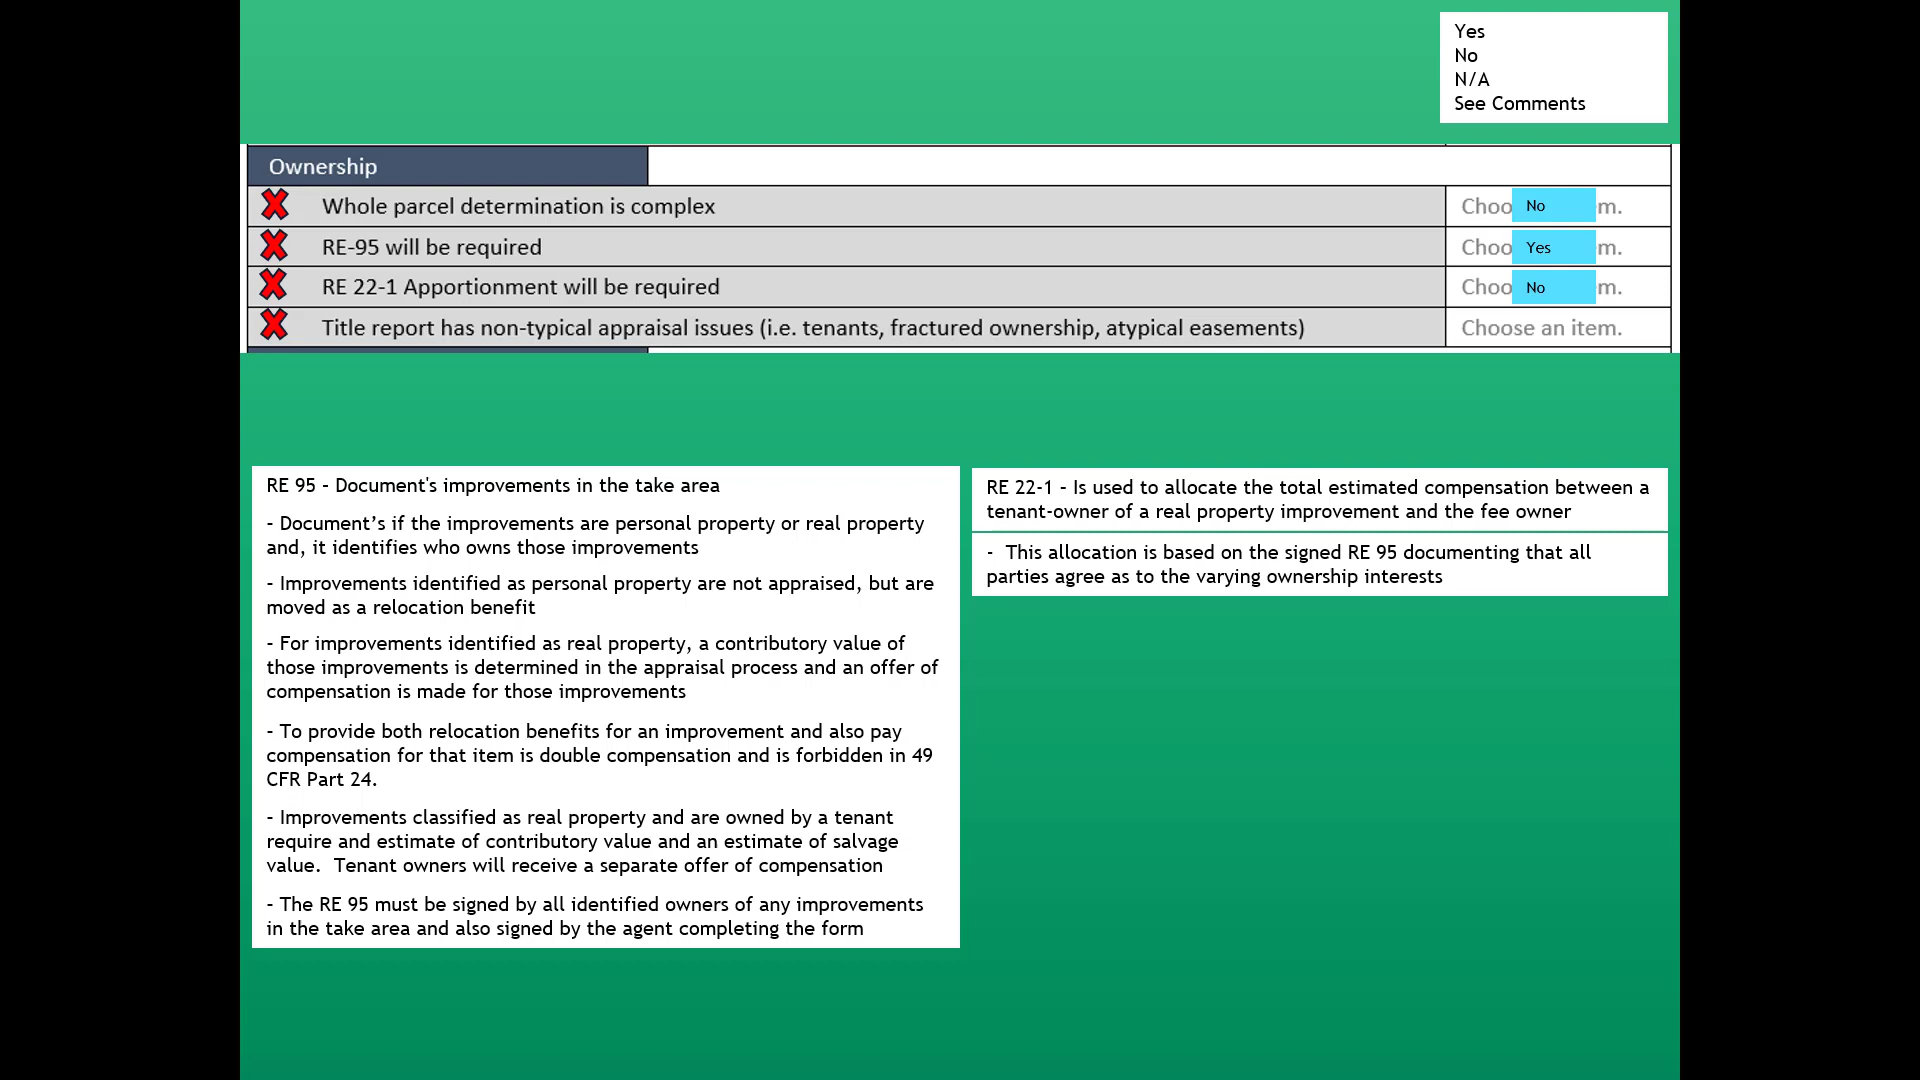 Yes
No
N/A
See Comments
Ownership
Whole parcel determination is complex
Choo No m.
RE-95 will be required
Choo Yes m.
RE 22-1 Apportionment will be required
Choo No m.
Title report has non-typical appraisal issues (i.e. tenants, fractured ownership, atypical easements)
Choose an item.
RE 95 - Document's improvements in the take area
- Document’s if the improvements are personal property or real property
and, it identifies who owns those improvements
- Improvements identified as personal property are not appraised, but are
moved as a relocation benefit
- For improvements identified as real property, a contributory value of
those improvements is determined in the appraisal process and an offer of
compensation is made for those improvements
- To provide both relocation benefits for an improvement and also pay
compensation for that item is double compensation and is forbidden in 49
CFR Part 24.
- Improvements classified as real property and are owned by a tenant
require and estimate of contributory value and an estimate of salvage
value.  Tenant owners will receive a separate offer of compensation
- The RE 95 must be signed by all identified owners of any improvements
in the take area and also signed by the agent completing the form
RE 22-1 - Is used to allocate the total estimated compensation between a
tenant-owner of a real property improvement and the fee owner
-  This allocation is based on the signed RE 95 documenting that all
parties agree as to the varying ownership interests